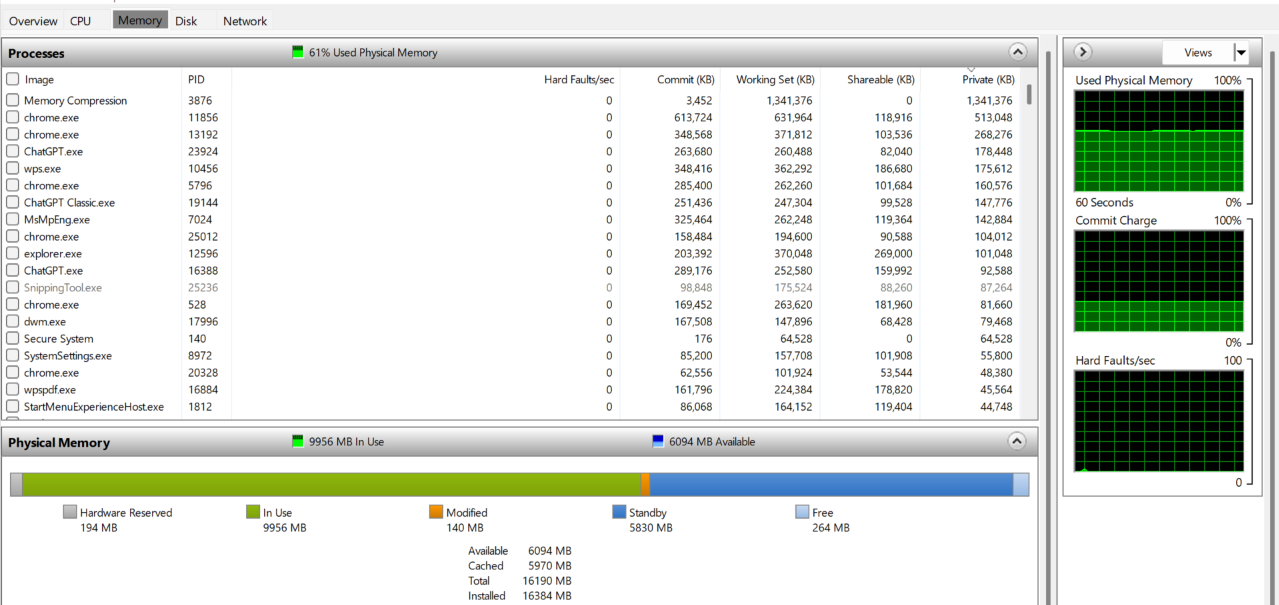 Overview CPU Memory Disk Network
Processes 61% Used Physical Memory
Image PID Hard Faults/sec Commit (KB) Working Set (KB) Shareable (KB) Private (KB)
Memory Compression 3876 0 3,452 1,341,376 0 1,341,376
chrome.exe 11856 0 613,724 631,964 118,916 513,048
chrome.exe 13192 0 348,568 371,812 103,536 268,276
ChatGPT.exe 23924 0 263,680 260,488 82,040 178,448
wps.exe 10456 0 348,416 362,292 186,680 175,612
chrome.exe 5796 0 285,400 262,260 101,684 160,576
ChatGPT Classic.exe 19144 0 251,436 247,304 99,528 147,776
MsMpEng.exe 7024 0 325,464 262,248 119,364 142,884
chrome.exe 25012 0 158,484 194,600 90,588 104,012
explorer.exe 12596 0 203,392 370,048 269,000 101,048
ChatGPT.exe 16388 0 289,176 252,580 159,992 92,588
SnippingTool.exe 25236 0 98,848 175,524 88,260 87,264
chrome.exe 528 0 169,452 263,620 181,960 81,660
dwm.exe 17996 0 167,508 147,896 68,428 79,468
Secure System 140 0 176 64,528 0 64,528
SystemSettings.exe 8972 0 85,200 157,708 101,908 55,800
chrome.exe 20328 0 62,556 101,924 53,544 48,380
wpspdf.exe 16884 0 161,796 224,384 178,820 45,564
StartMenuExperienceHost.exe 1812 0 86,068 164,152 119,404 44,748
Physical Memory 9956 MB In Use 6094 MB Available
Hardware Reserved In Use Modified Standby Free
194 MB 9956 MB 140 MB 5830 MB 264 MB
Available 6094 MB
Cached 5970 MB
Total 16190 MB
Installed 16384 MB
Views
Used Physical Memory 100%
60 Seconds 0%
Commit Charge 100%
0%
Hard Faults/sec 100
0